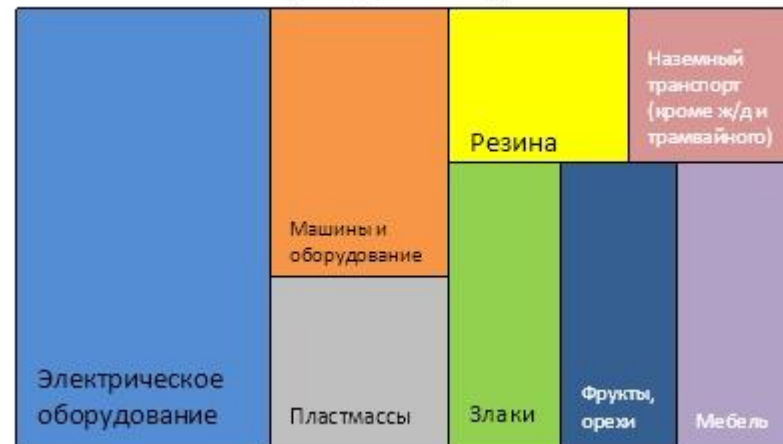 Электрическое
оборудование
Машины и
оборудование
Пластмассы
Резина
Наземный
транспорт
(кроме ж/д и
трамвайного)
Злаки
Фрукты,
орехи
Мебель